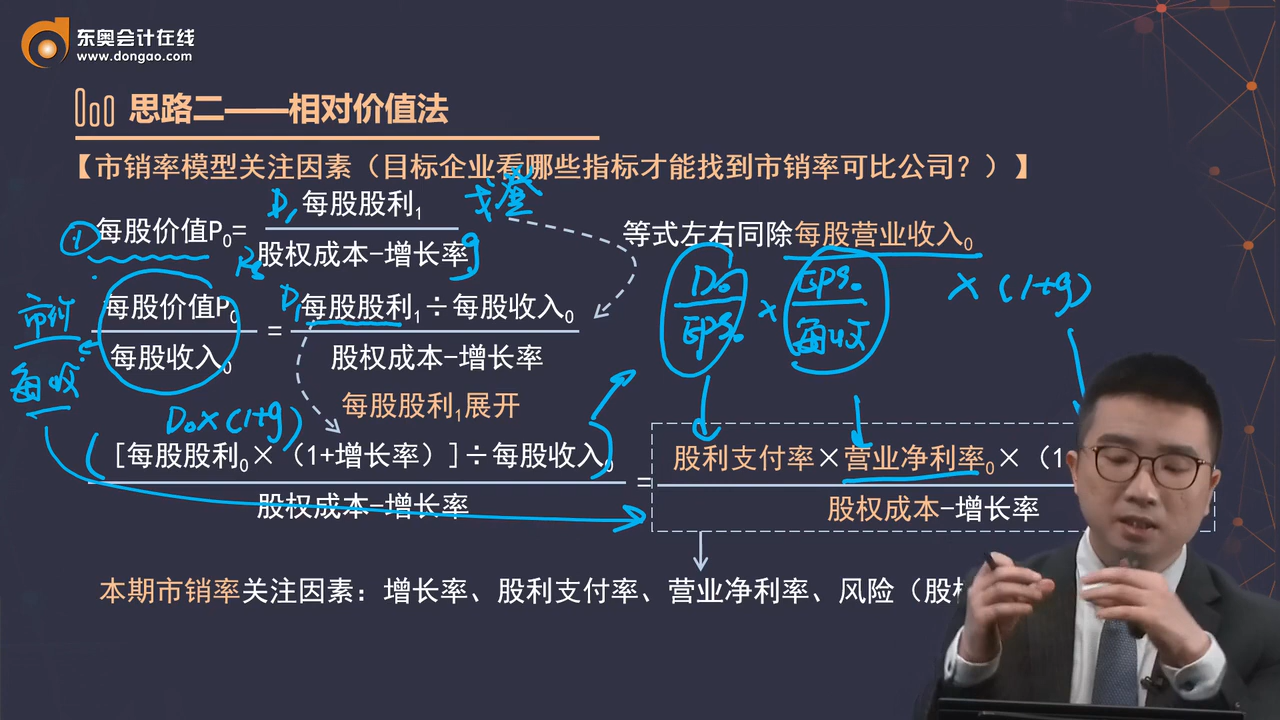 东奥会计在线
www.dongao.com
思路二——相对价值法
【市销率模型关注因素（目标企业看哪些指标才能找到市销率可比公司？）】
① 每股价值P₀= D₁ 每股股利₁ 戈登
Rs 股权成本-增长率 g
等式左右同除每股营业收入₀
市价 每股价值P₀ = D₁ 每股股利₁÷每股收入₀
每收 每股收入₀ 股权成本-增长率
D₀ EPS₀ ×(1+g)
EPS₀ × 每收
每股股利₁展开
D₀×(1+g)
[每股股利₀×（1+增长率）]÷每股收入₀ = 股利支付率×营业净利率₀×（1
股权成本-增长率 股权成本-增长率
本期市销率关注因素：增长率、股利支付率、营业净利率、风险（股